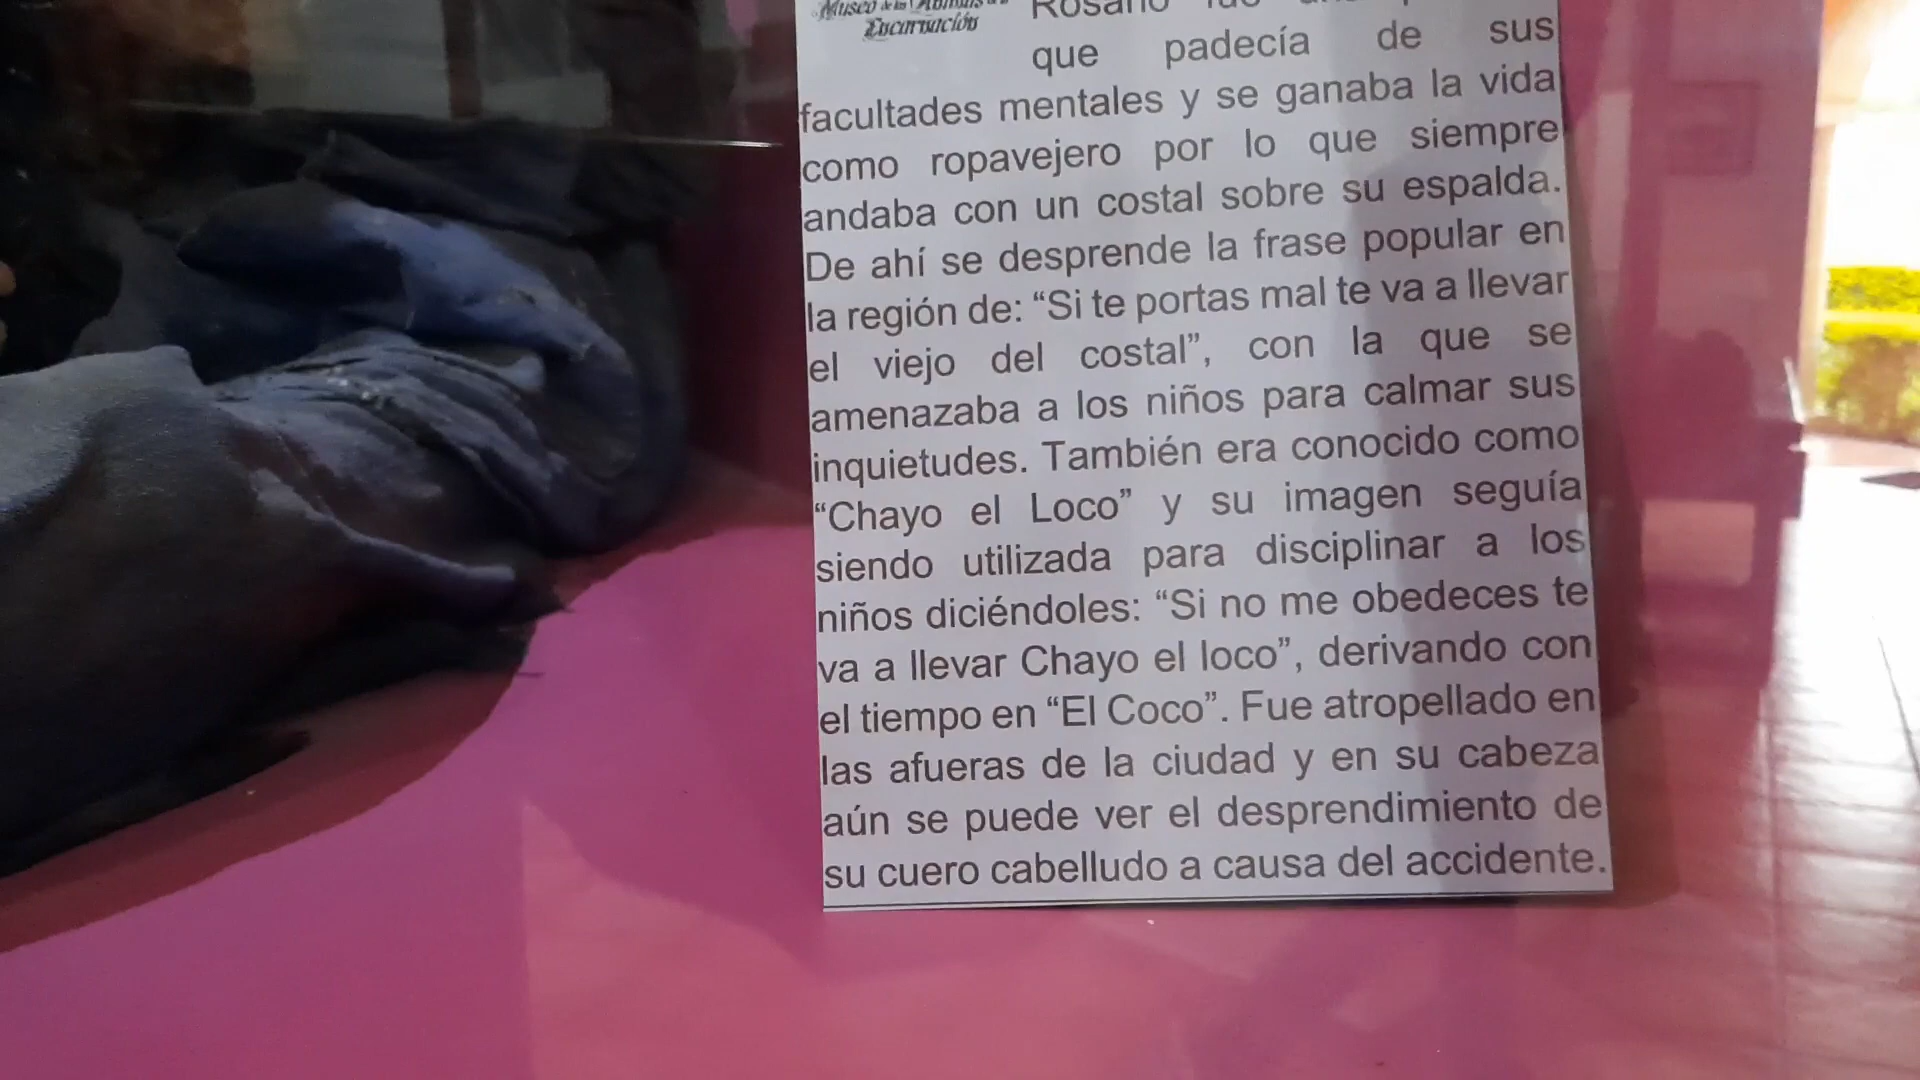 Museo de las
Encarnación
Rosario
que padecía de sus
facultades mentales y se ganaba la vida
como ropavejero por lo que siempre
andaba con un costal sobre su espalda.
De ahí se desprende la frase popular en
la región de: “Si te portas mal te va a llevar
el viejo del costal”, con la que se
amenazaba a los niños para calmar sus
inquietudes. También era conocido como
“Chayo el Loco” y su imagen seguía
siendo utilizada para disciplinar a los
niños diciéndoles: “Si no me obedeces te
va a llevar Chayo el loco”, derivando con
el tiempo en “El Coco”. Fue atropellado en
las afueras de la ciudad y en su cabeza
aún se puede ver el desprendimiento de
su cuero cabelludo a causa del accidente.